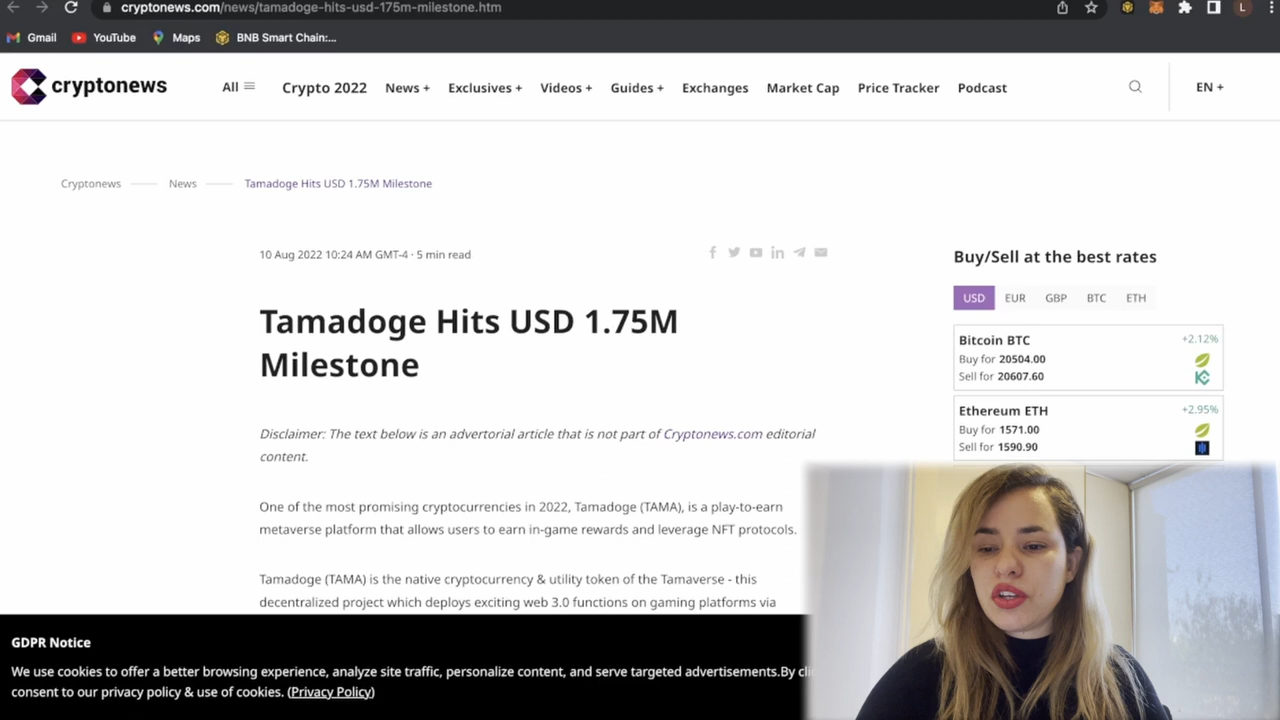 cryptonews.com/news/tamadoge-hits-usd-175m-milestone.htm
L
Gmail YouTube Maps BNB Smart Chain:...
cryptonews All Crypto 2022 News + Exclusives + Videos + Guides + Exchanges Market Cap Price Tracker Podcast EN +
Cryptonews News Tamadoge Hits USD 1.75M Milestone
10 Aug 2022 10:24 AM GMT-4 · 5 min read
Tamadoge Hits USD 1.75M
Milestone
Disclaimer: The text below is an advertorial article that is not part of Cryptonews.com editorial
content.
One of the most promising cryptocurrencies in 2022, Tamadoge (TAMA), is a play-to-earn
metaverse platform that allows users to earn in-game rewards and leverage NFT protocols.
Tamadoge (TAMA) is the native cryptocurrency & utility token of the Tamaverse - this
decentralized project which deploys exciting web 3.0 functions on gaming platforms via
Buy/Sell at the best rates
USD EUR GBP BTC ETH
Bitcoin BTC +2.12%
Buy for 20504.00
Sell for 20607.60
Ethereum ETH +2.95%
Buy for 1571.00
Sell for 1590.90
GDPR Notice
We use cookies to offer a better browsing experience, analyze site traffic, personalize content, and serve targeted advertisements.By
consent to our privacy policy & use of cookies. (Privacy Policy)